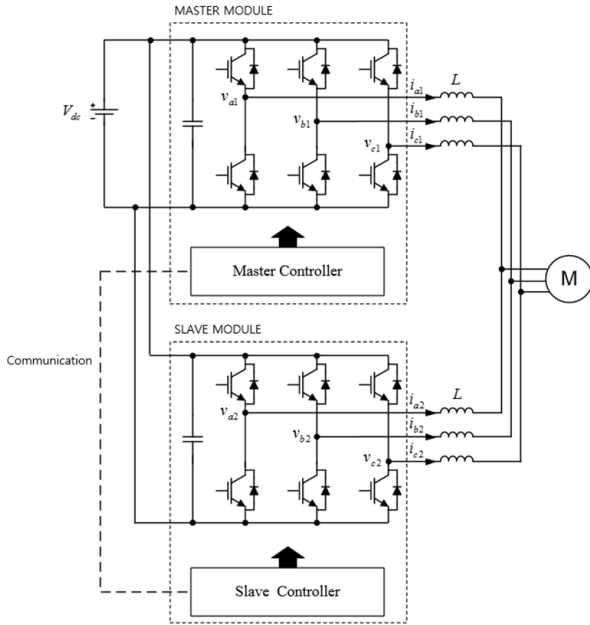 MASTER MODULE
V_dc
+
-
v_a1
v_b1
v_c1
i_a1
i_b1
i_c1
L
Master Controller
M
Communication
SLAVE MODULE
v_a2
v_b2
v_c2
i_a2
i_b2
i_c2
L
Slave Controller